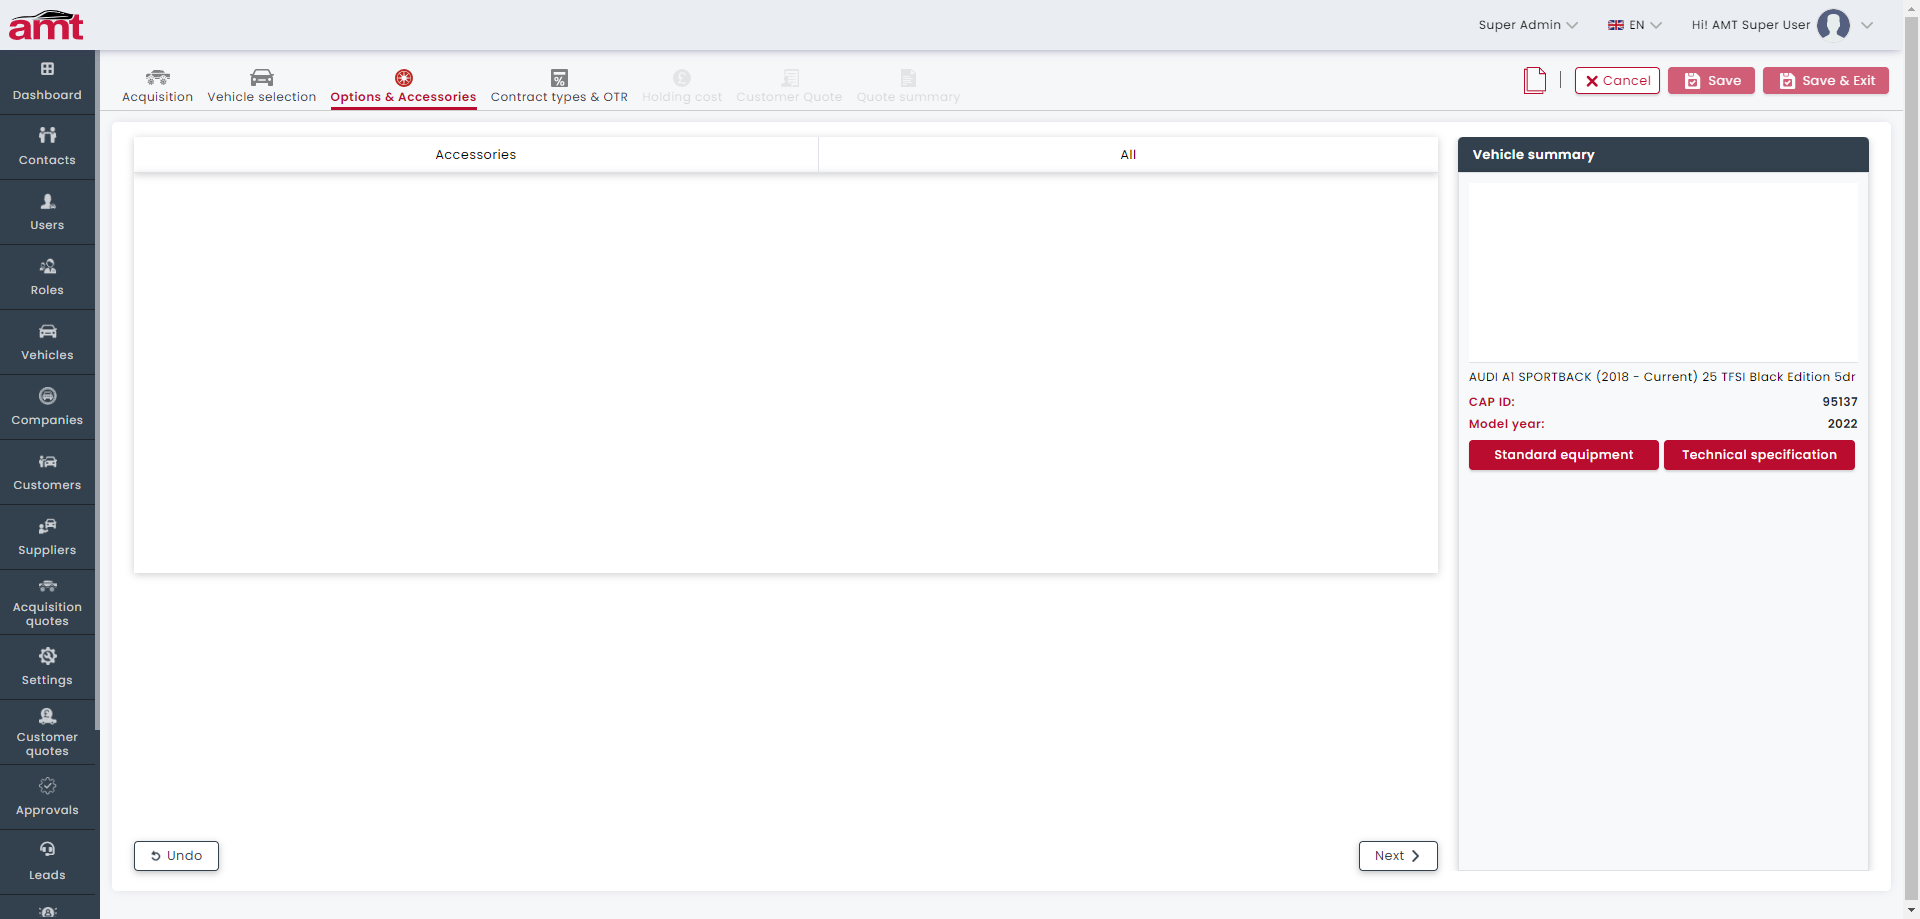 amt
Super Admin
EN
Hi! AMT Super User
Dashboard
Contacts
Users
Roles
Vehicles
Companies
Customers
Suppliers
Acquisition
quotes
Settings
Customer
quotes
Approvals
Leads
Acquisition
Vehicle selection
Options & Accessories
Contract types & OTR
Holding cost
Customer Quote
Quote summary
Cancel
Save
Save & Exit
Accessories
All
Undo
Next
Vehicle summary
AUDI A1 SPORTBACK (2018 - Current) 25 TFSI Black Edition 5dr
CAP ID: 95137
Model year: 2022
Standard equipment
Technical specification